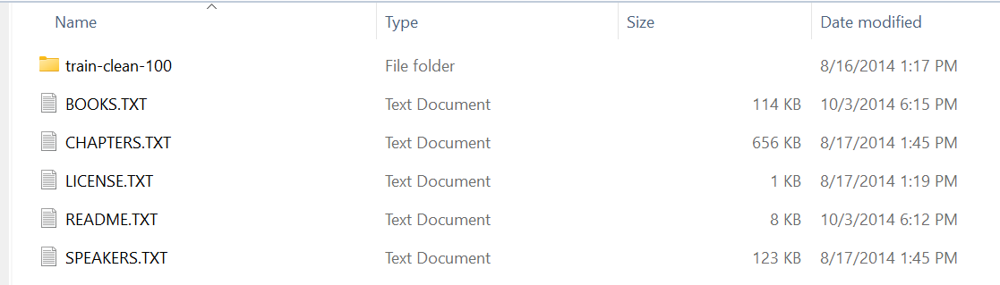 Name Type Size Date modified
train-clean-100 File folder 8/16/2014 1:17 PM
BOOKS.TXT Text Document 114 KB 10/3/2014 6:15 PM
CHAPTERS.TXT Text Document 656 KB 8/17/2014 1:45 PM
LICENSE.TXT Text Document 1 KB 8/17/2014 1:19 PM
README.TXT Text Document 8 KB 10/3/2014 6:12 PM
SPEAKERS.TXT Text Document 123 KB 8/17/2014 1:45 PM